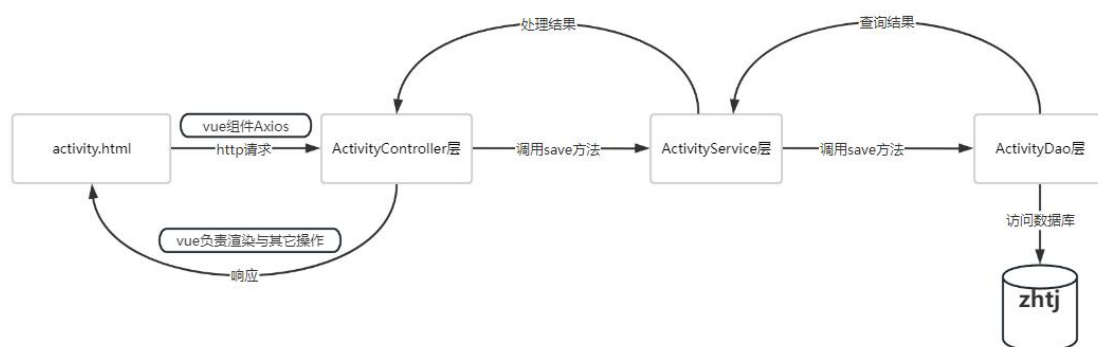 处理结果
查询结果
vue组件Axios
activity.html
http请求
ActivityController层
调用save方法
ActivityService层
调用save方法
ActivityDao层
vue负责渲染与其它操作
响应
访问数据库
zhtj